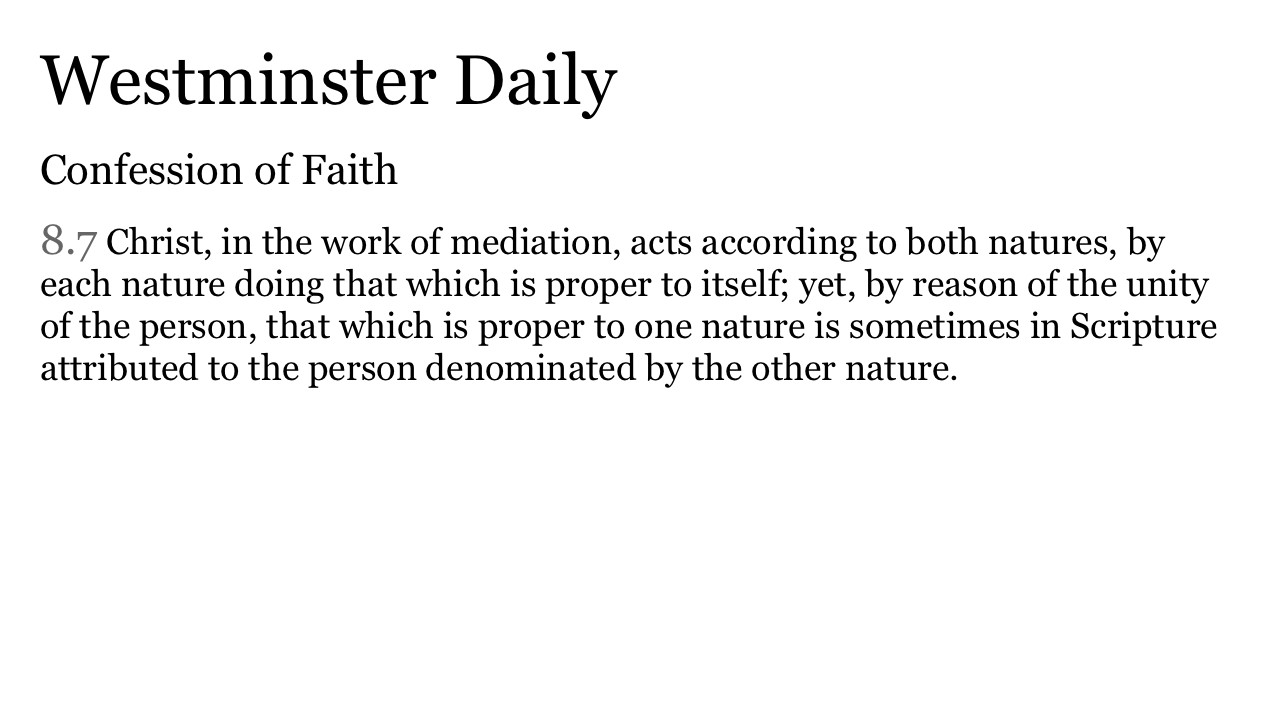 Westminster Daily
Confession of Faith
8.7 Christ, in the work of mediation, acts according to both natures, by
each nature doing that which is proper to itself; yet, by reason of the unity
of the person, that which is proper to one nature is sometimes in Scripture
attributed to the person denominated by the other nature.